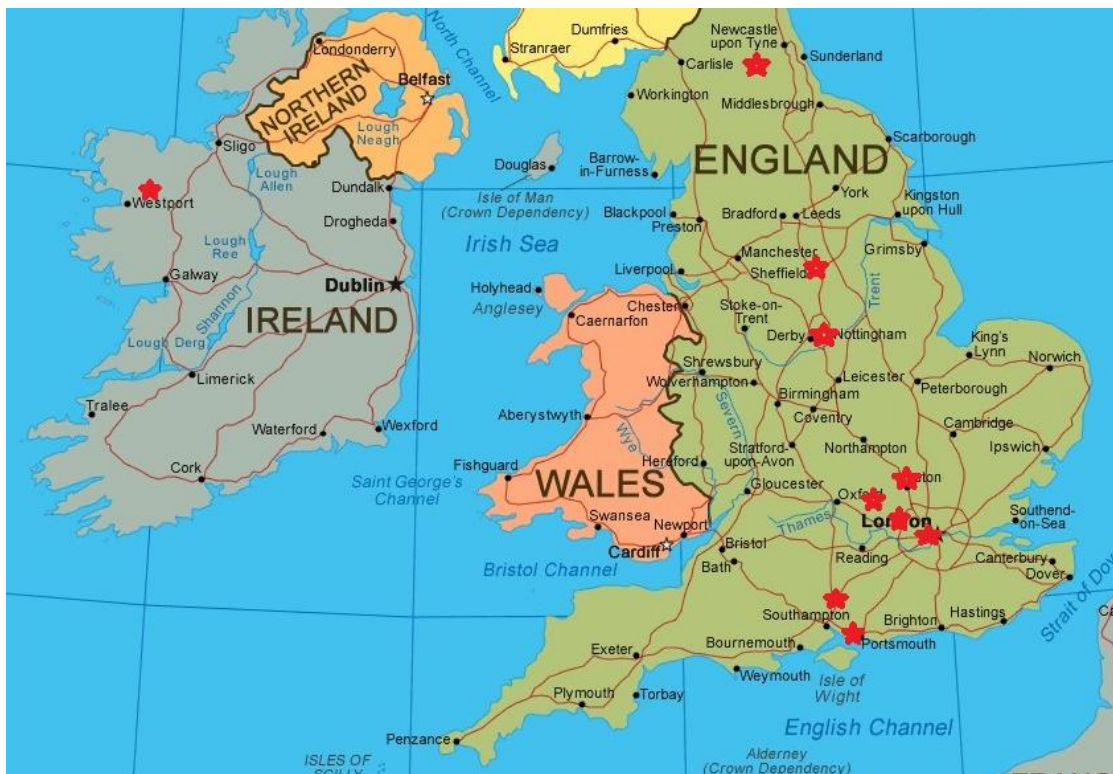 North Channel
Dumfries
Stranraer
Newcastle
upon Tyne
Sunderland
Carlisle
Londonderry
Belfast
NORTHERN
IRELAND
Workington
Middlesbrough
Lough
Neagh
Sligo
Scarborough
ENGLAND
Douglas
Barrow-
in-Furness
Lough
Allen
Dundalk
Isle of Man
(Crown Dependency)
York
Kingston
upon Hull
Westport
Drogheda
Blackpool
Preston
Bradford
Leeds
Irish Sea
Grimsby
Lough
Ree
Manchester
Sheffield
Liverpool
Galway
Dublin
Holyhead
Anglesey
Chester
Trent
Shannon
IRELAND
Caernarfon
Stoke-on-
Trent
Lough Derg
Derby
Nottingham
King's
Lynn
Norwich
Limerick
Shrewsbury
Wolverhampton
Leicester
Peterborough
Birmingham
Coventry
Tralee
Waterford
Wexford
Aberystwyth
Severn
Wye
Cambridge
Northampton
Ipswich
Stratford-
upon-Avon
Cork
Saint George's
Channel
Fishguard
Hereford
WALES
Gloucester
Oxford
London
Southend-
on-Sea
Swansea
Newport
Thames
Cardiff
Bristol
Reading
Bristol Channel
Bath
Canterbury
Dover
Strait of
Southampton
Brighton
Hastings
Bournemouth
Portsmouth
Exeter
Weymouth
Isle of
Wight
Plymouth
Torbay
English Channel
Penzance
ISLES OF
Alderney
(Crown Dependency)